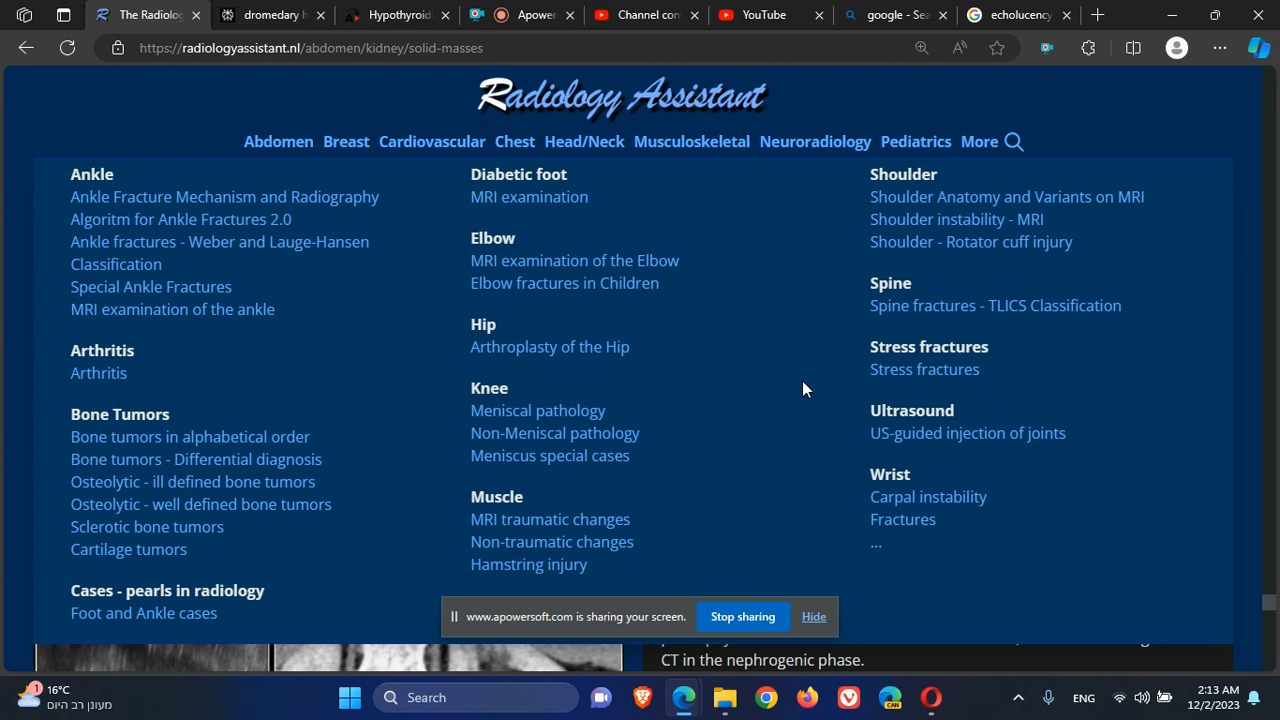 The Radiolog
dromedary h
Hypothyroid
Apower
Channel con
YouTube
google - Sea
echolucency
https://radiologyassistant.nl/abdomen/kidney/solid-masses
Radiology Assistant
Abdomen Breast Cardiovascular Chest Head/Neck Musculoskeletal Neuroradiology Pediatrics More
Ankle
Ankle Fracture Mechanism and Radiography
Algoritm for Ankle Fractures 2.0
Ankle fractures - Weber and Lauge-Hansen
Classification
Special Ankle Fractures
MRI examination of the ankle
Arthritis
Arthritis
Bone Tumors
Bone tumors in alphabetical order
Bone tumors - Differential diagnosis
Osteolytic - ill defined bone tumors
Osteolytic - well defined bone tumors
Sclerotic bone tumors
Cartilage tumors
Cases - pearls in radiology
Foot and Ankle cases
Diabetic foot
MRI examination
Elbow
MRI examination of the Elbow
Elbow fractures in Children
Hip
Arthroplasty of the Hip
Knee
Meniscal pathology
Non-Meniscal pathology
Meniscus special cases
Muscle
MRI traumatic changes
Non-traumatic changes
Hamstring injury
Shoulder
Shoulder Anatomy and Variants on MRI
Shoulder instability - MRI
Shoulder - Rotator cuff injury
Spine
Spine fractures - TLICS Classification
Stress fractures
Stress fractures
Ultrasound
US-guided injection of joints
Wrist
Carpal instability
Fractures
...
www.apowersoft.com is sharing your screen. Stop sharing Hide
CT in the nephrogenic phase.
1
16°C
מעונן רב היום
Search
CAN
ENG
2:13 AM
12/2/2023